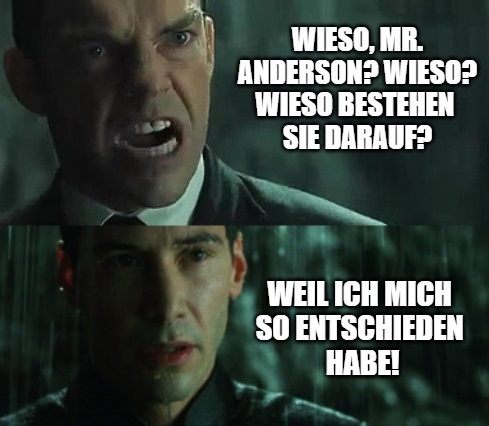 WIESO, MR.
ANDERSON? WIESO?
WIESO BESTEHEN
SIE DARAUF?
WEIL ICH MICH
SO ENTSCHIEDEN
HABE!